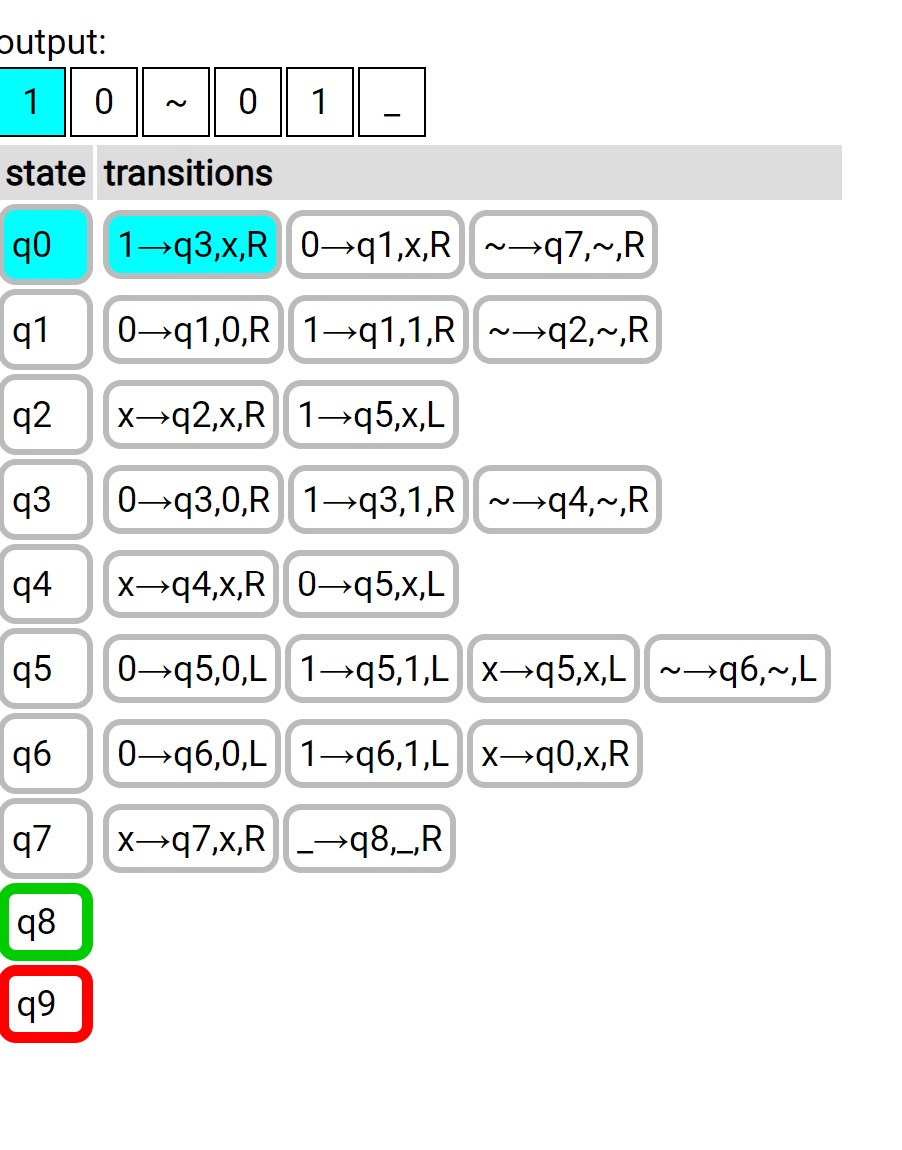 output:
1 0 ~ 0 1 _
state transitions
q0 1→q3,x,R 0→q1,x,R ~→q7,~,R
q1 0→q1,0,R 1→q1,1,R ~→q2,~,R
q2 x→q2,x,R 1→q5,x,L
q3 0→q3,0,R 1→q3,1,R ~→q4,~,R
q4 x→q4,x,R 0→q5,x,L
q5 0→q5,0,L 1→q5,1,L x→q5,x,L ~→q6,~,L
q6 0→q6,0,L 1→q6,1,L x→q0,x,R
q7 x→q7,x,R _→q8,_,R
q8
q9